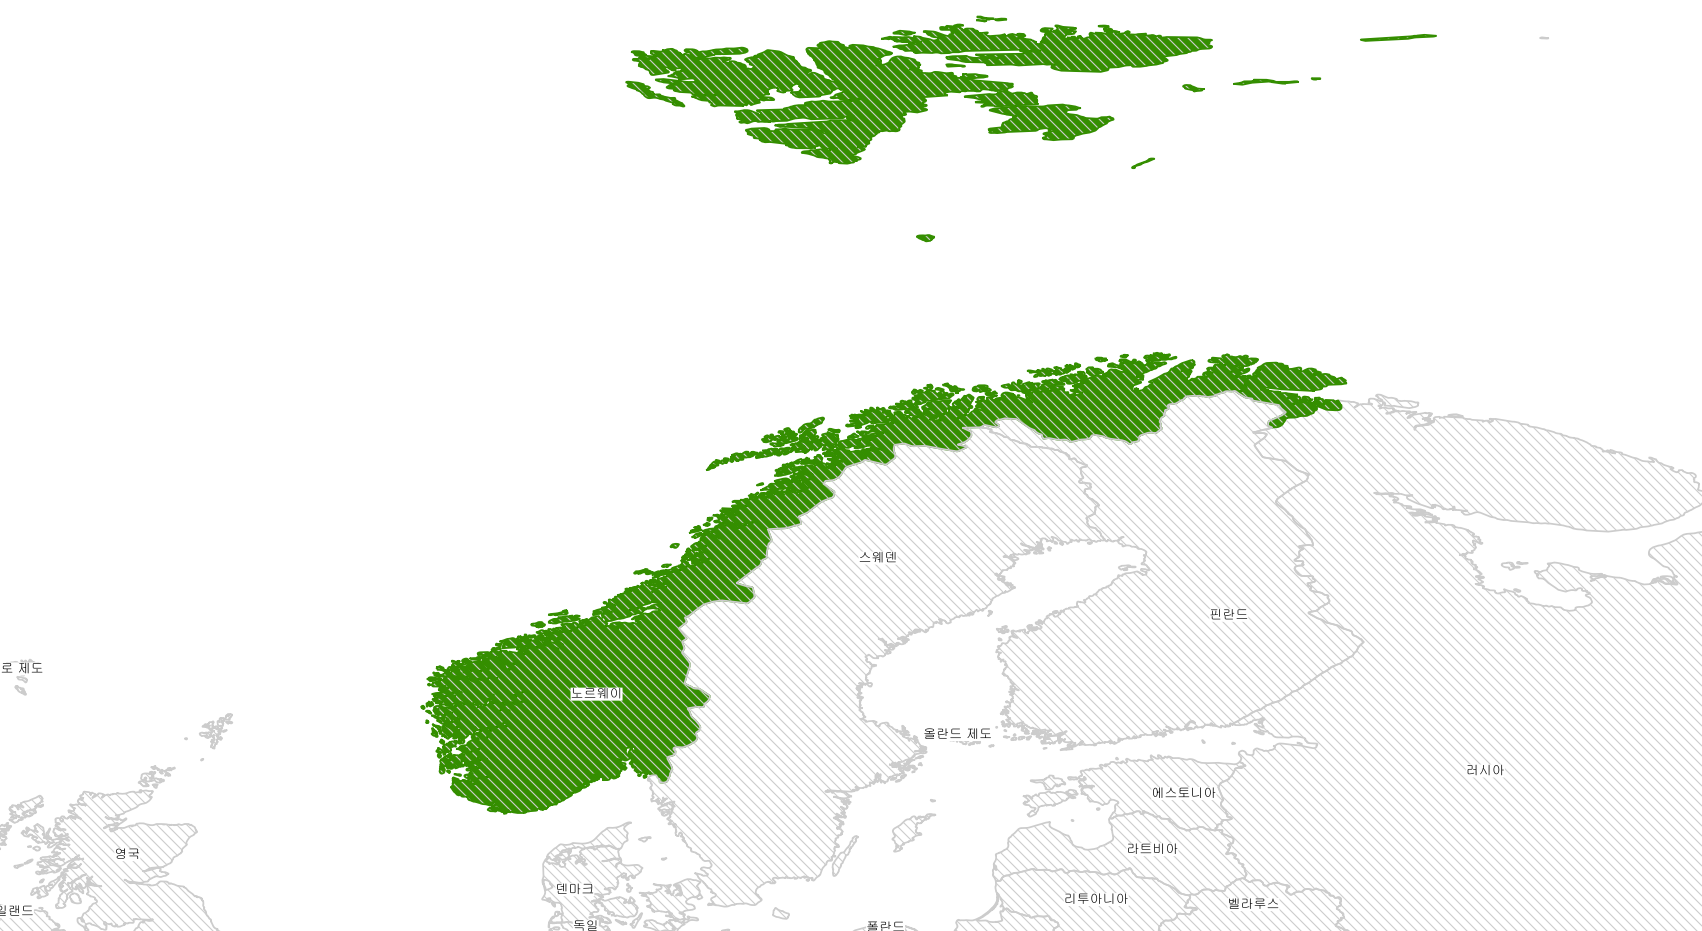 스웨덴
핀란드
로 제도
노르웨이
올란드 제도
러시아
에스토니아
영국
라트비아
덴마크
리투아니아
벨라루스
일랜드
독일
폴란드